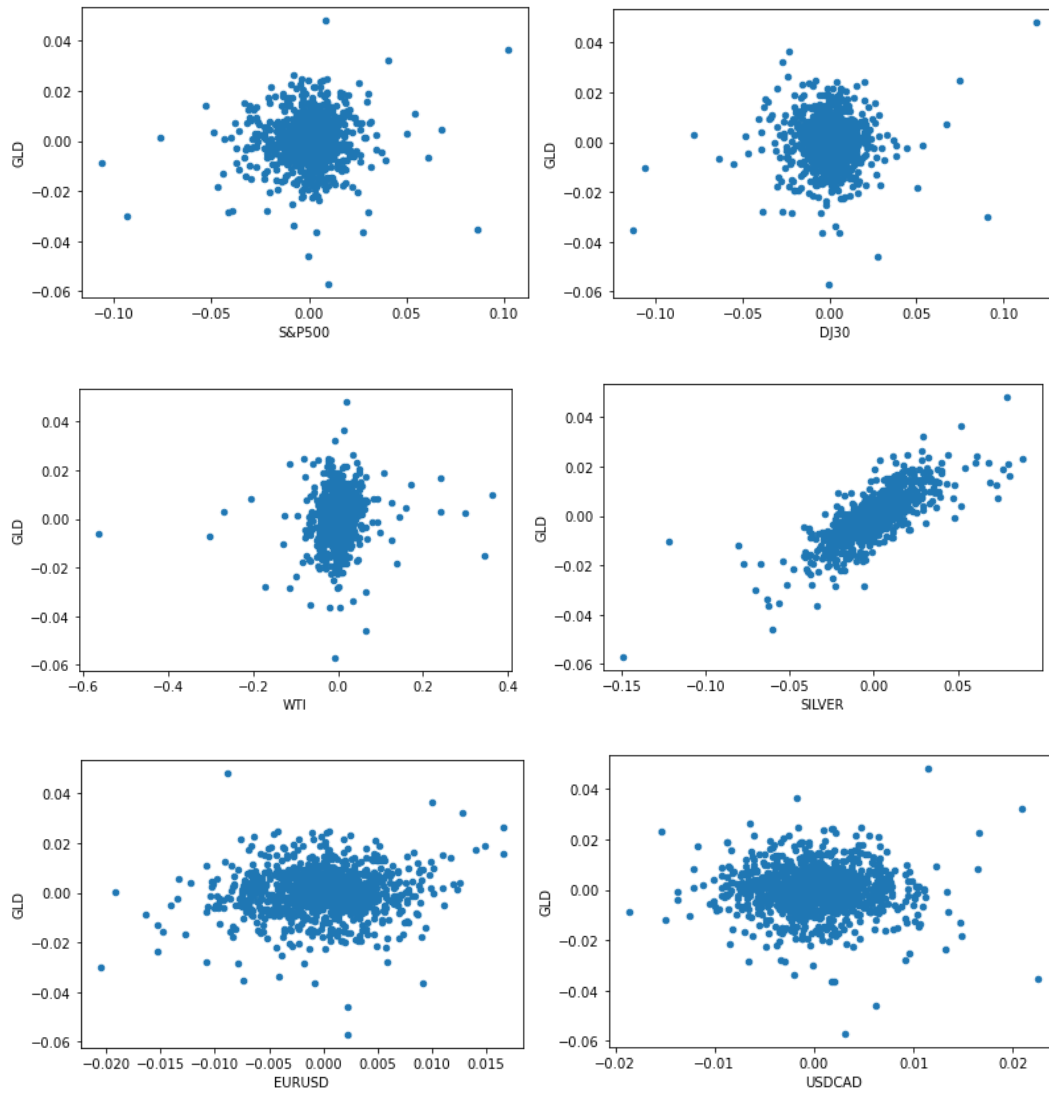 0.04
0.02
0.00
−0.02
−0.04
−0.06
GLD
−0.10 −0.05 0.00 0.05 0.10
S&P500
0.04
0.02
0.00
−0.02
−0.04
−0.06
GLD
−0.10 −0.05 0.00 0.05 0.10
DJ30
0.04
0.02
0.00
−0.02
−0.04
−0.06
GLD
−0.6 −0.4 −0.2 0.0 0.2 0.4
WTI
0.04
0.02
0.00
−0.02
−0.04
−0.06
GLD
−0.15 −0.10 −0.05 0.00 0.05
SILVER
0.04
0.02
0.00
−0.02
−0.04
−0.06
GLD
−0.020 −0.015 −0.010 −0.005 0.000 0.005 0.010 0.015
EURUSD
0.04
0.02
0.00
−0.02
−0.04
−0.06
GLD
−0.02 −0.01 0.00 0.01 0.02
USDCAD